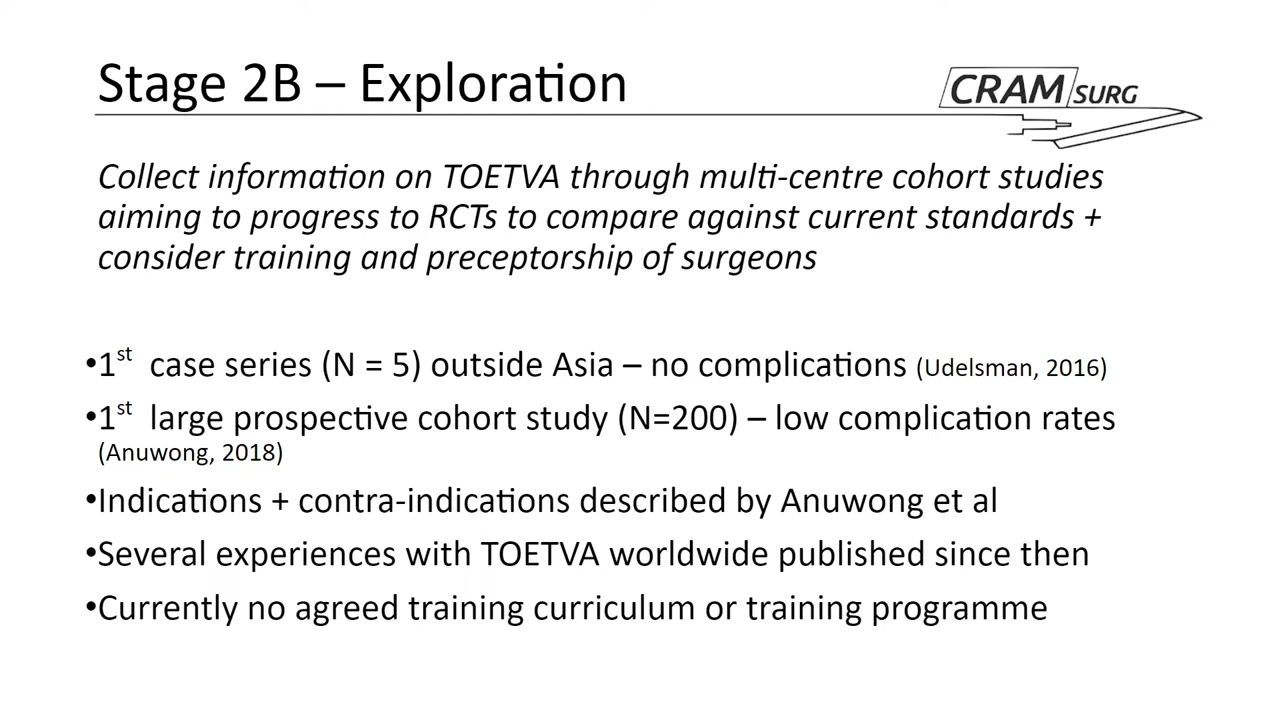 Stage 2B – Exploration
CRAM SURG
Collect information on TOETVA through multi-centre cohort studies
aiming to progress to RCTs to compare against current standards +
consider training and preceptorship of surgeons
•1st case series (N = 5) outside Asia – no complications (Udelsman, 2016)
•1st large prospective cohort study (N=200) – low complication rates
(Anuwong, 2018)
•Indications + contra-indications described by Anuwong et al
•Several experiences with TOETVA worldwide published since then
•Currently no agreed training curriculum or training programme